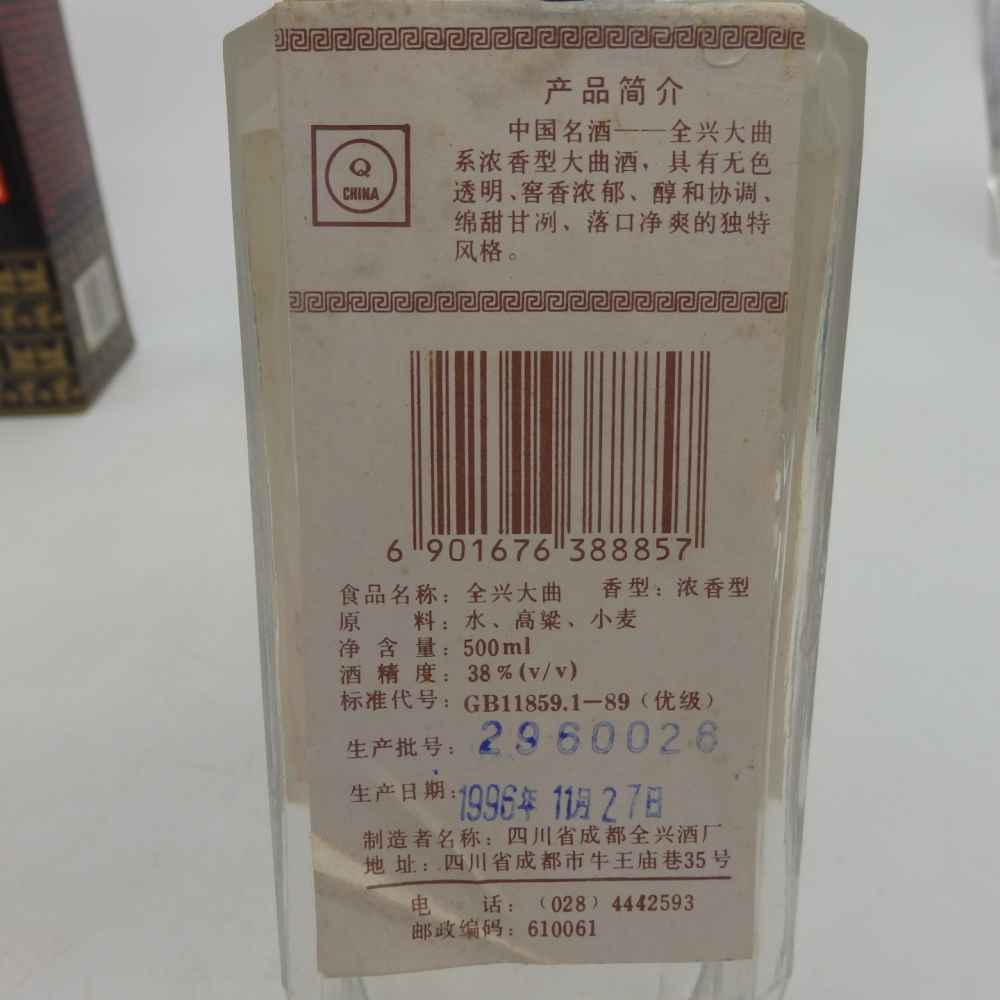 产品简介
中国名酒——全兴大曲
系浓香型大曲酒，具有无色
透明、窖香浓郁、醇和协调、
绵甜甘冽、落口净爽的独特
风格。
Q
CHINA
6 901676 388857
食品名称：全兴大曲 香型：浓香型
原 料：水、高粱、小麦
净含量：500ml
酒精度：38%(v/v)
标准代号：GB11859.1—89（优级）
生产批号：2960026
生产日期：1996年 11月27日
制造者名称：四川省成都全兴酒厂
地址：四川省成都市牛王庙巷35号
电 话：（028）4442593
邮政编码：610061